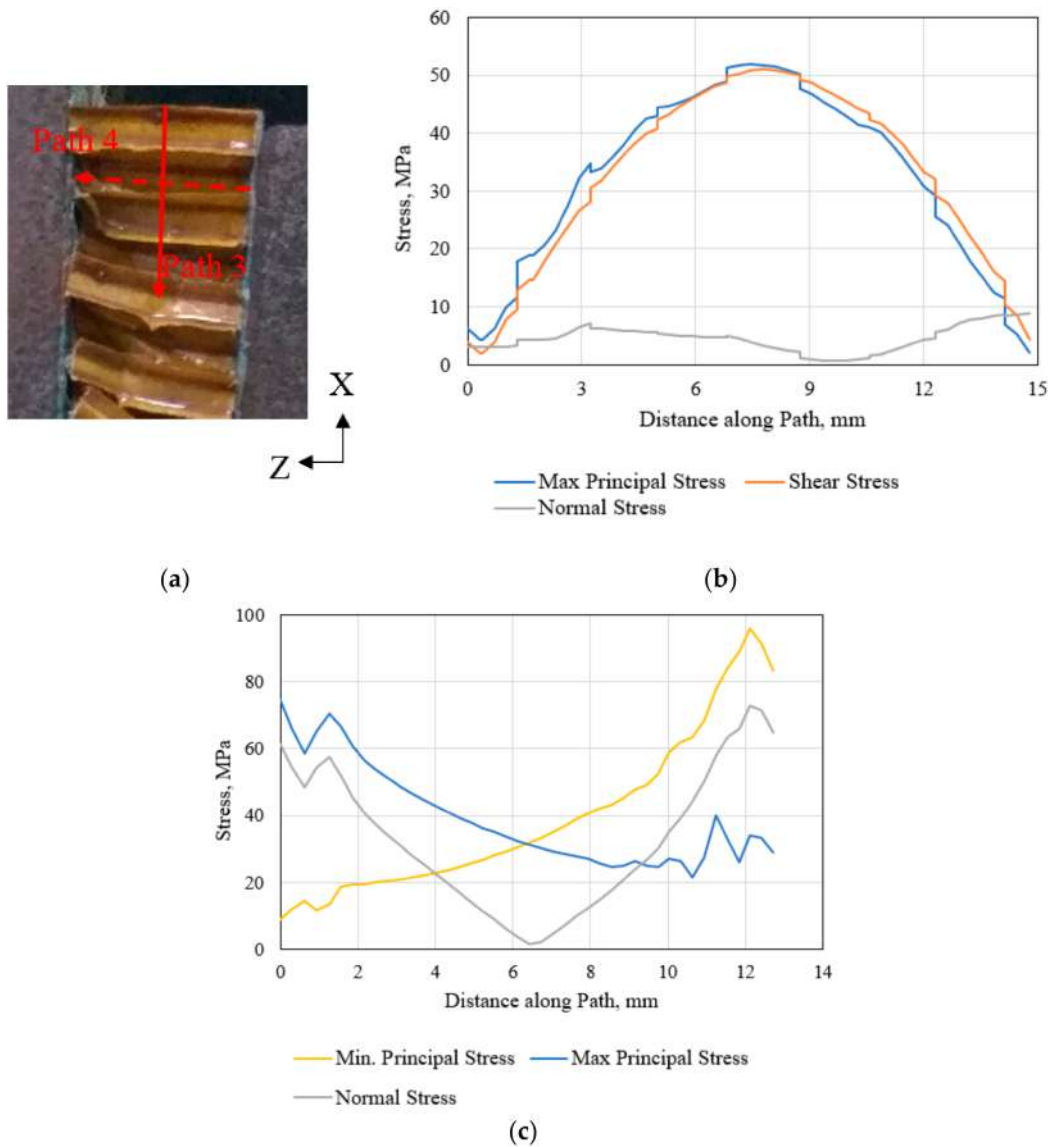 Path 4
Path 3
X
Z
(a)
60
50
40
30
20
10
0
Stress, MPa
0 3 6 9 12 15
Distance along Path, mm
Max Principal Stress Shear Stress
Normal Stress
(b)
100
80
60
40
20
0
Stress, MPa
0 2 4 6 8 10 12 14
Distance along Path, mm
Min. Principal Stress Max Principal Stress
Normal Stress
(c)